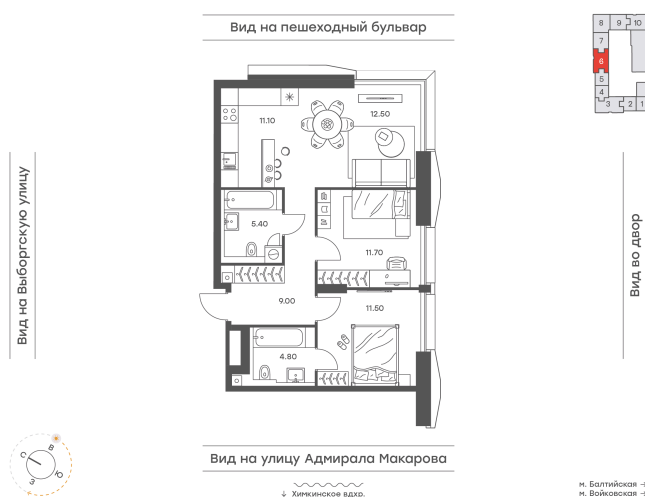 Вид на пешеходный бульвар
8 9 10
7
6
5
4
3 2 1
11.10
12.50
5.40
11.70
9.00
11.50
4.80
Вид на Выборгскую улицу
Вид во двор
Вид на улицу Адмирала Макарова
С В Ю З
↓ Химкинское вдхр.
м. Балтийская
м. Войковская